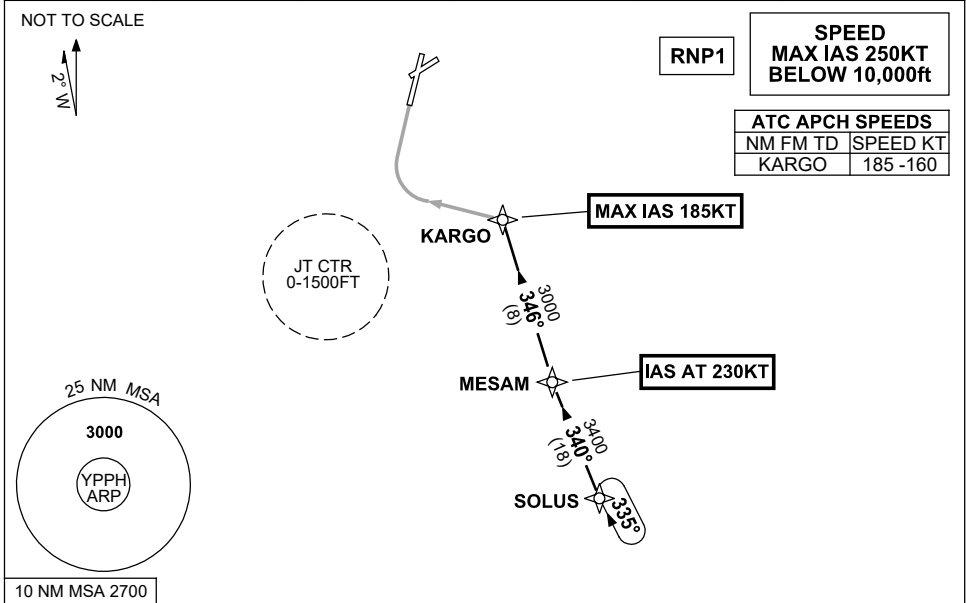 NOT TO SCALE
2° W
RNP1
SPEED
MAX IAS 250KT
BELOW 10,000ft
ATC APCH SPEEDS
NM FM TD SPEED KT
KARGO 185 -160
MAX IAS 185KT
KARGO
JT CTR
0-1500FT
3000
346°
(8)
MESAM
IAS AT 230KT
3400
340°
(18)
SOLUS
335°
25 NM MSA
3000
YPPH
ARP
10 NM MSA 2700